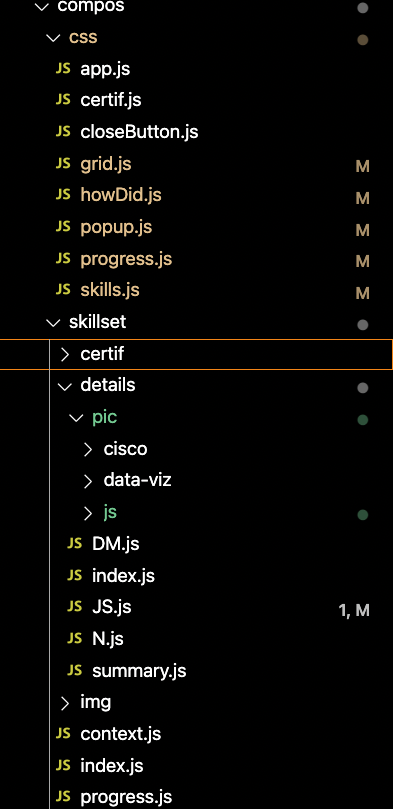 compos
css
JS app.js
JS certif.js
JS closeButton.js
JS grid.js M
JS howDid.js M
JS popup.js M
JS progress.js M
JS skills.js M
skillset
certif
details
pic
cisco
data-viz
js
JS DM.js
JS index.js
JS JS.js 1, M
JS N.js
JS summary.js
img
JS context.js
JS index.js
JS progress.js